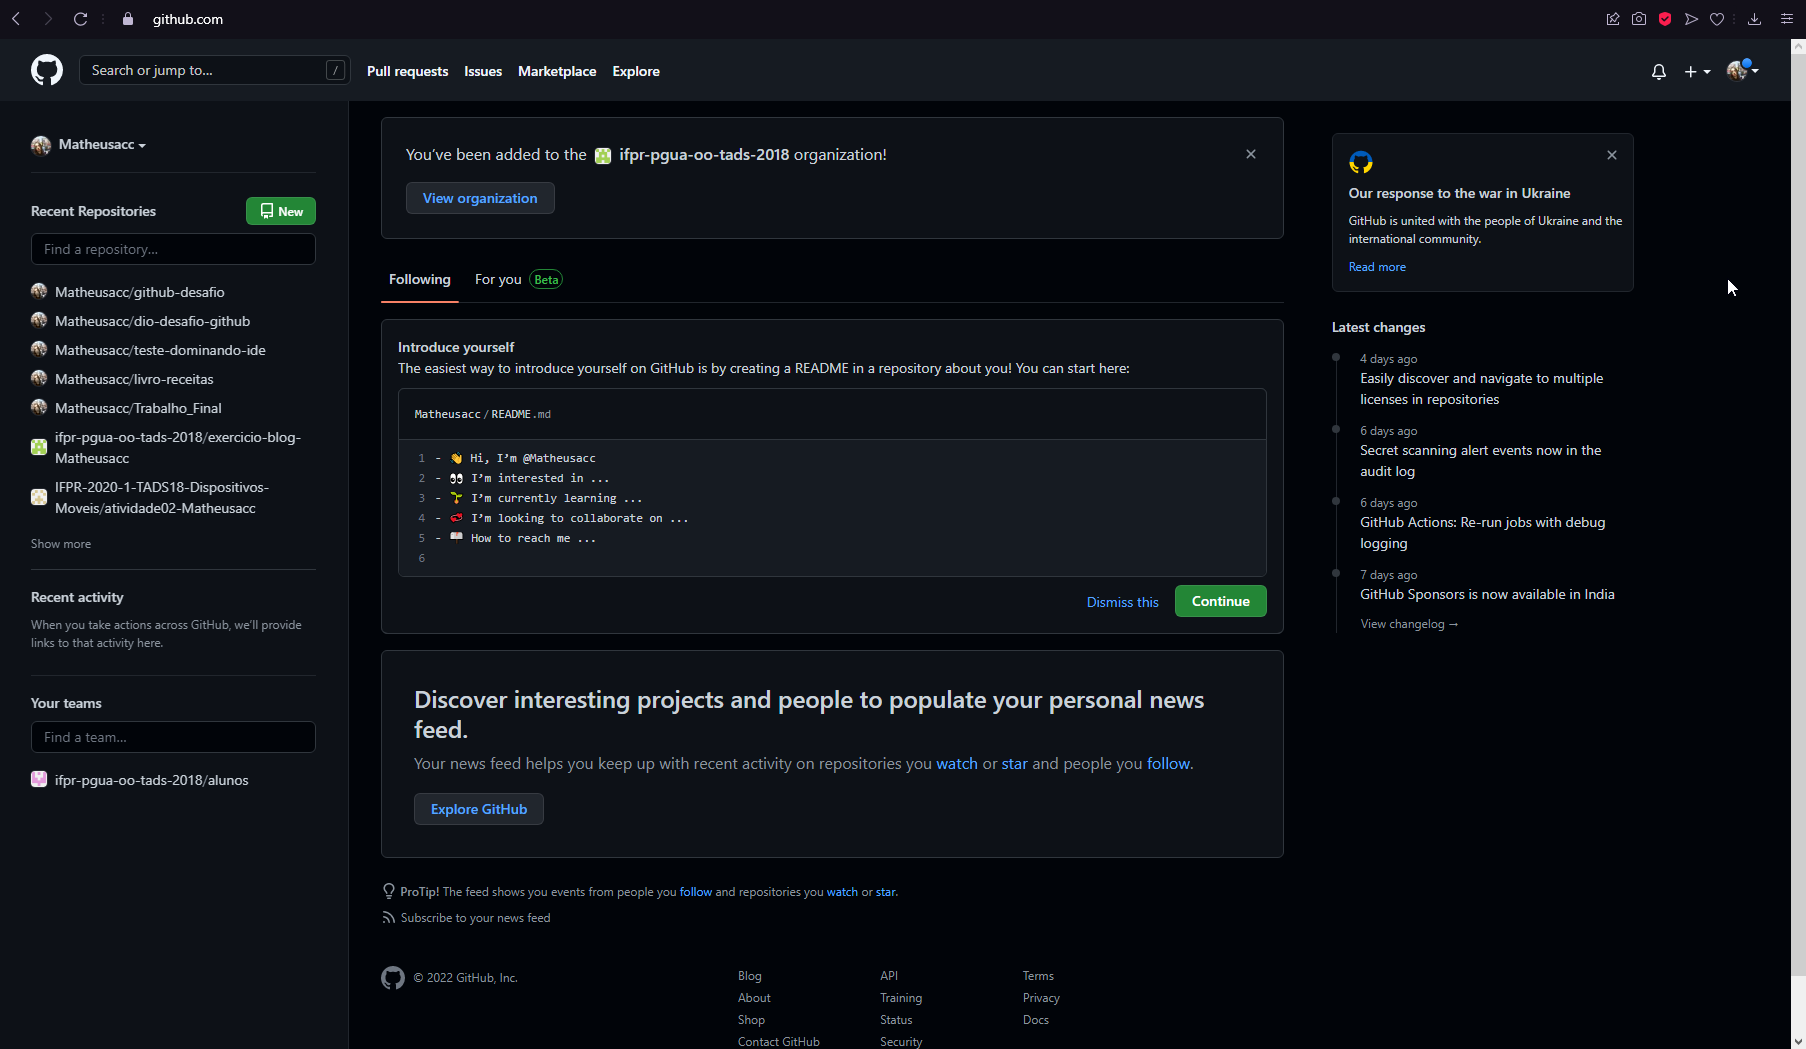 github.com
Search or jump to...
/
Pull requests
Issues
Marketplace
Explore
Matheusacc
Recent Repositories
New
Find a repository...
Matheusacc/github-desafio
Matheusacc/dio-desafio-github
Matheusacc/teste-dominando-ide
Matheusacc/livro-receitas
Matheusacc/Trabalho_Final
ifpr-pgua-oo-tads-2018/exercicio-blog-
Matheusacc
IFPR-2020-1-TADS18-Dispositivos-
Moveis/atividade02-Matheusacc
Show more
Recent activity
When you take actions across GitHub, we'll provide
links to that activity here.
Your teams
Find a team...
ifpr-pgua-oo-tads-2018/alunos
You've been added to the ifpr-pgua-oo-tads-2018 organization!
View organization
Following
For you Beta
Introduce yourself
The easiest way to introduce yourself on GitHub is by creating a README in a repository about you! You can start here:
Matheusacc/README.md
1 - 👋 Hi, I'm @Matheusacc
2 - 👀 I'm interested in ...
3 - 🌱 I'm currently learning ...
4 - 💞️ I'm looking to collaborate on ...
5 - 📫 How to reach me ...
6
Dismiss this
Continue
Discover interesting projects and people to populate your personal news
feed.
Your news feed helps you keep up with recent activity on repositories you watch or star and people you follow.
Explore GitHub
ProTip! The feed shows you events from people you follow and repositories you watch or star.
Subscribe to your news feed
© 2022 GitHub, Inc.
Blog
About
Shop
Contact GitHub
API
Training
Status
Security
Terms
Privacy
Docs
Our response to the war in Ukraine
GitHub is united with the people of Ukraine and the
international community.
Read more
Latest changes
4 days ago
Easily discover and navigate to multiple
licenses in repositories
6 days ago
Secret scanning alert events now in the
audit log
6 days ago
GitHub Actions: Re-run jobs with debug
logging
7 days ago
GitHub Sponsors is now available in India
View changelog →